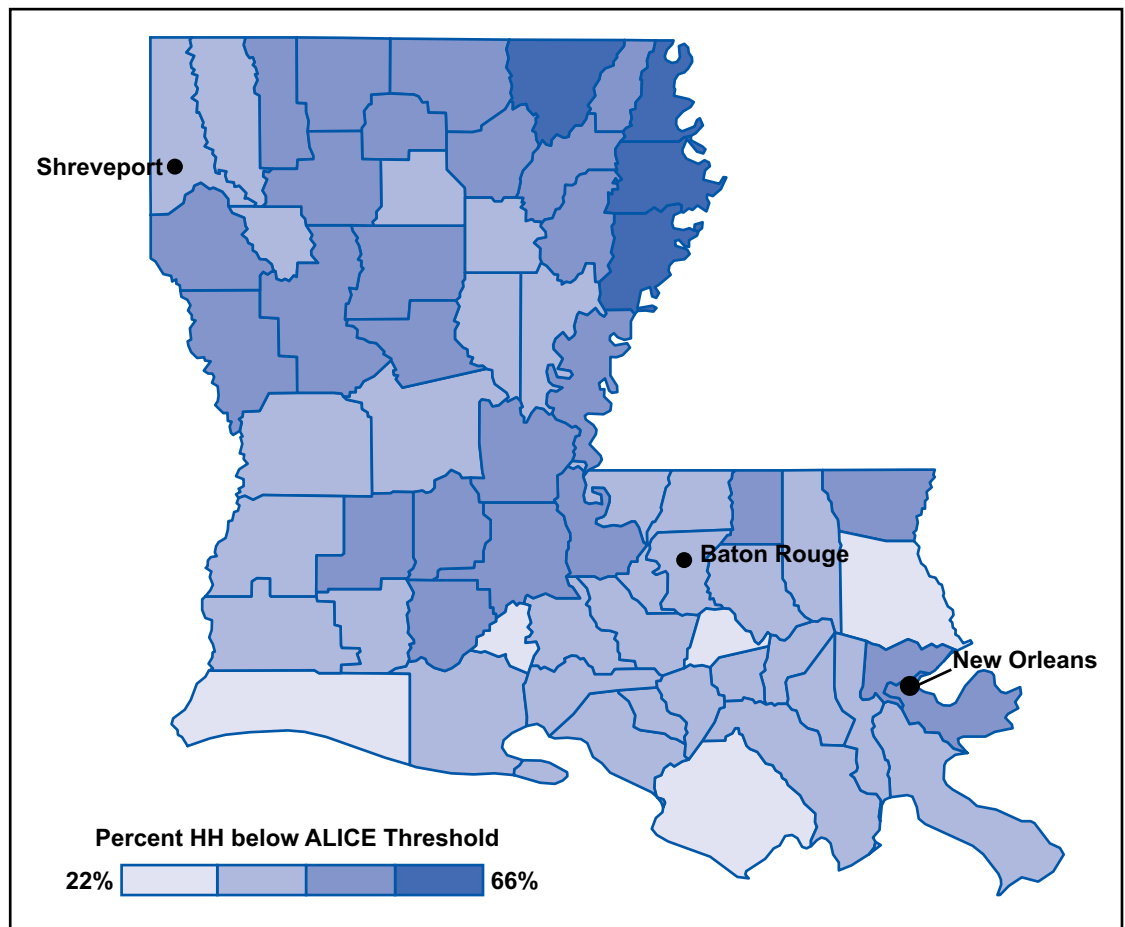 Shreveport
Baton Rouge
New Orleans
Percent HH below ALICE Threshold
22% 66%